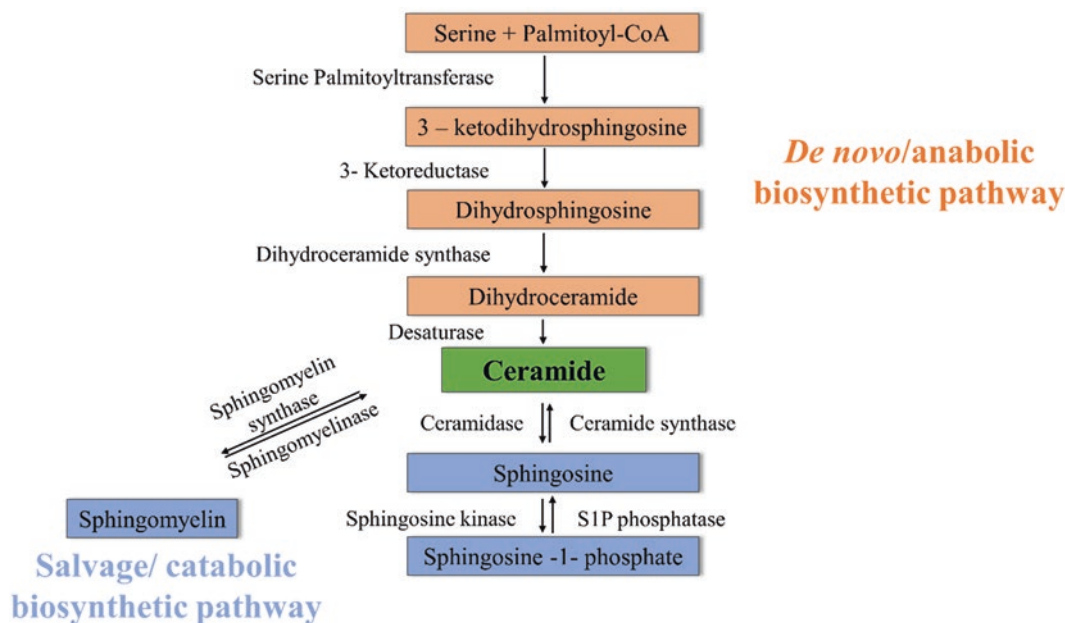 Serine + Palmitoyl-CoA
Serine Palmitoyltransferase
3 – ketodihydrosphingosine
De novo/anabolic
biosynthetic pathway
3- Ketoreductase
Dihydrosphingosine
Dihydroceramide synthase
Dihydroceramide
Desaturase
Ceramide
Sphingomyelin
synthase
Sphingomyelinase
Ceramidase
Ceramide synthase
Sphingosine
Sphingomyelin
Sphingosine kinase
S1P phosphatase
Sphingosine -1- phosphate
Salvage/ catabolic
biosynthetic pathway